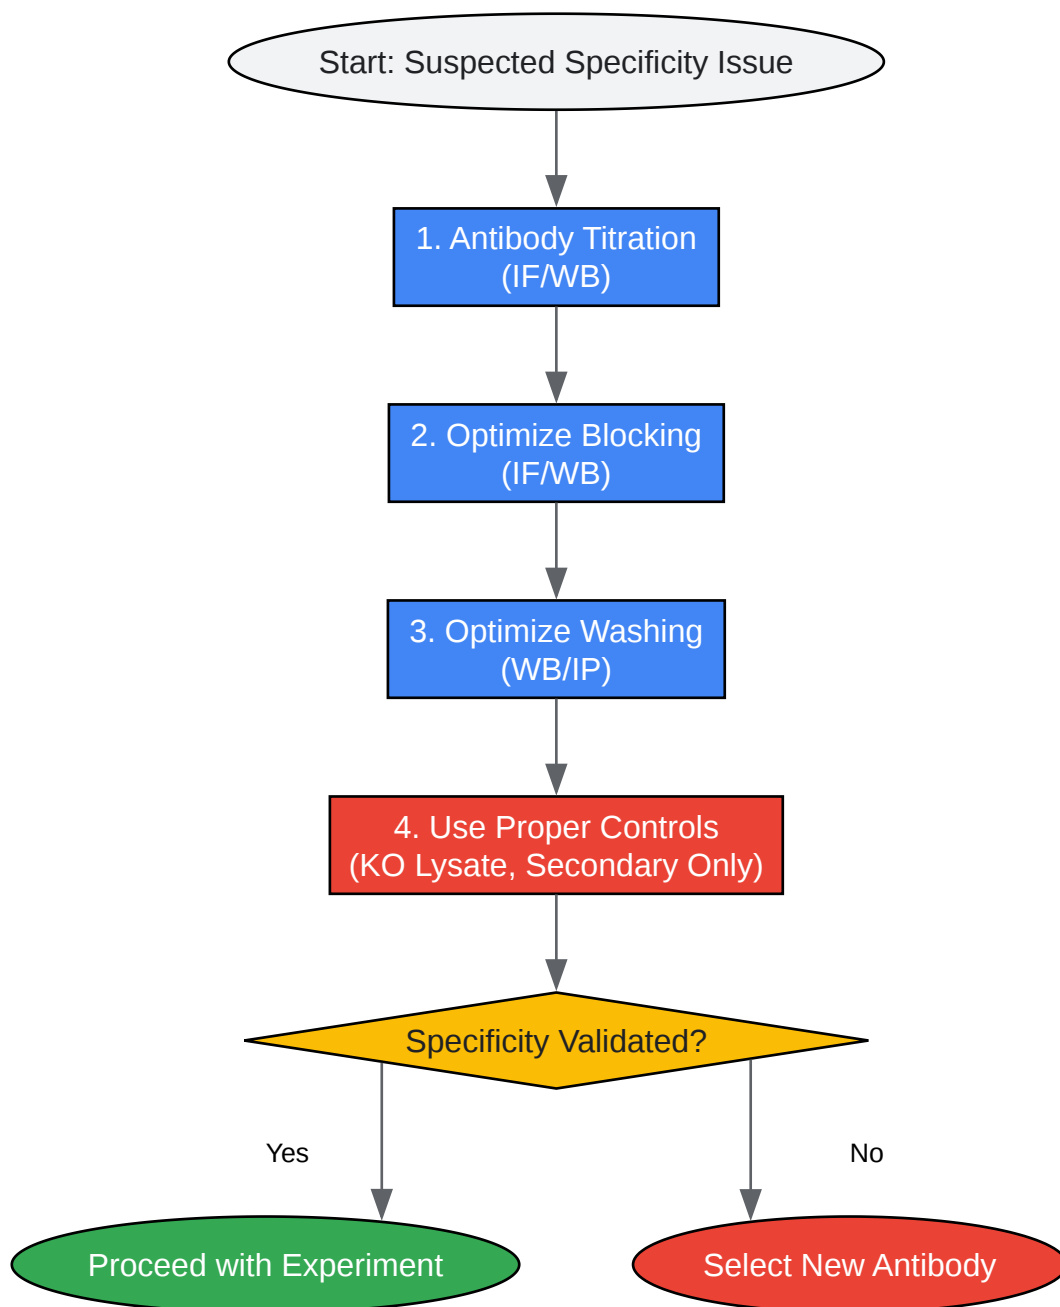 Start: Suspected Specificity Issue
1. Antibody Titration
(IF/WB)
2. Optimize Blocking
(IF/WB)
3. Optimize Washing
(WB/IP)
4. Use Proper Controls
(KO Lysate, Secondary Only)
Specificity Validated?
Yes
No
Proceed with Experiment
Select New Antibody